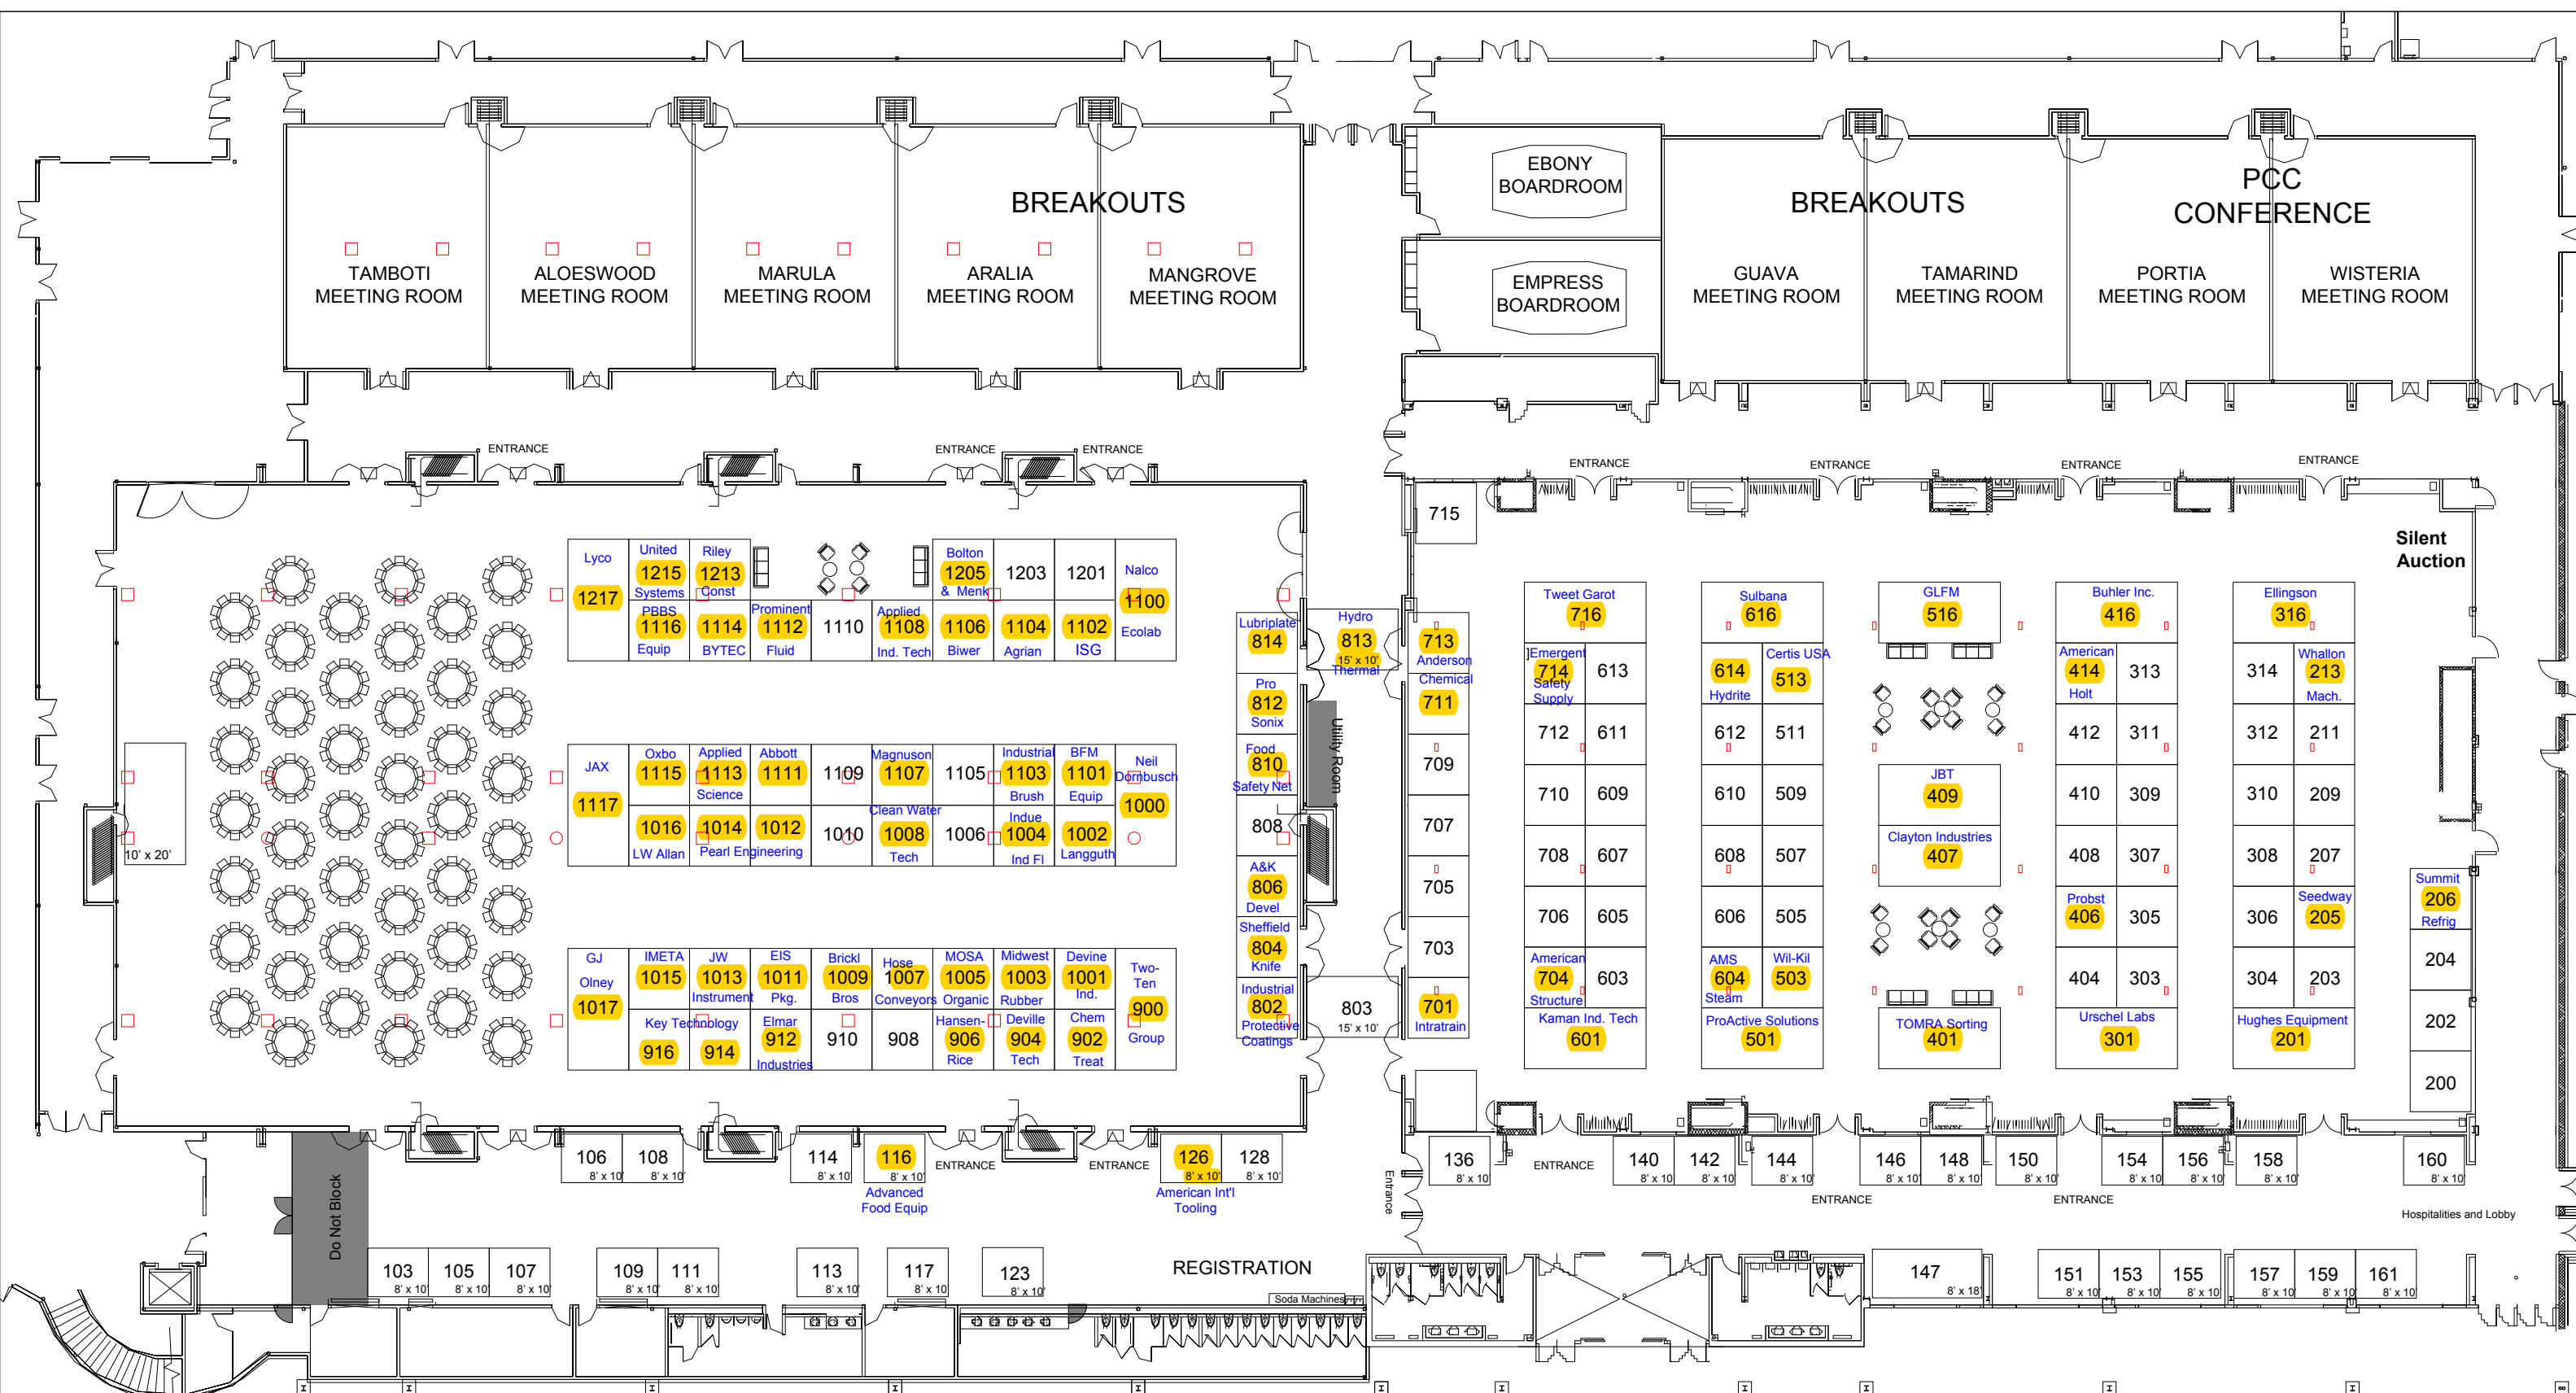 EBONY
BOARDROOM
PCC
CONFERENCE
BREAKOUTS
BREAKOUTS
TAMBOTI
MEETING ROOM
ALOESWOOD
MEETING ROOM
MARULA
MEETING ROOM
ARALIA
MEETING ROOM
MANGROVE
MEETING ROOM
EMPRESS
BOARDROOM
GUAVA
MEETING ROOM
TAMARIND
MEETING ROOM
PORTIA
MEETING ROOM
WISTERIA
MEETING ROOM
ENTRANCE
ENTRANCE
ENTRANCE
ENTRANCE
ENTRANCE
ENTRANCE
ENTRANCE
Silent
Auction
Lyco
1217
United
1215
Systems
Riley
1213
Const
Bolton
1205
& Menk
1203
1201
Nalco
1100
Ecolab
PBBS
1116
Equip
1114
BYTEC
Prominent
1112
Fluid
1110
Applied
1108
Ind. Tech
1106
Biwer
1104
Agrian
1102
ISG
JAX
1117
Oxbo
1115
Applied
1113
Science
Abbott
1111
1109
Magnuson
1107
1105
Industrial
1103
Brush
BFM
1101
Equip
Neil
Dornbusch
1000
1016
LW Allan
1014
1012
Pearl Engineering
1010
Clean Water
1008
Tech
1006
Indue
1004
Ind Fl
1002
Langguth
10' x 20'
GJ
Olney
1017
IMETA
1015
JW
1013
Instrument
EIS
1011
Pkg.
Brickl
1009
Bros
Hose
1007
Conveyors
MOSA
1005
Organic
Midwest
1003
Rubber
Devine
1001
Ind.
Two-
Ten
900
Group
Key Technology
916
914
Elmar
912
Industries
910
908
Hansen-
906
Rice
Deville
904
Tech
Chem
902
Treat
Lubriplate
814
Pro
812
Sonix
Food
810
Safety Net
808
A&K
806
Devel
Sheffield
804
Knife
Industrial
802
Protective
Coatings
Hydro
813
15' x 10'
Thermal
Utility Room
803
15' x 10'
715
713
Anderson
Chemical
711
709
707
705
703
701
Intratrain
Tweet Garot
716
]Emergent
714
Safety
Supply
613
712
611
710
609
708
607
706
605
American
704
Structure
603
Kaman Ind. Tech
601
Sulbana
616
614
Hydrite
Certis USA
513
612
511
610
509
608
507
606
505
AMS
604
Steam
Wil-Kil
503
ProActive Solutions
501
GLFM
516
JBT
409
Clayton Industries
407
TOMRA Sorting
401
Buhler Inc.
416
American
414
Holt
313
412
311
410
309
408
307
Probst
406
305
404
303
Urschel Labs
301
Ellingson
316
314
Whallon
213
Mach.
312
211
310
209
308
207
306
Seedway
205
304
203
Hughes Equipment
201
Summit
206
Refrig
204
202
200
Do Not Block
106
8' x 10'
108
8' x 10'
114
8' x 10'
116
8' x 10'
Advanced
Food Equip
ENTRANCE
ENTRANCE
126
8' x 10'
American Int'l
Tooling
128
8' x 10'
Entrance
136
8' x 10'
ENTRANCE
140
8' x 10'
142
8' x 10'
144
8' x 10'
ENTRANCE
146
8' x 10'
148
8' x 10'
150
8' x 10'
ENTRANCE
154
8' x 10'
156
8' x 10'
158
8' x 10'
160
8' x 10'
Hospitalities and Lobby
103
8' x 10'
105
8' x 10'
107
8' x 10'
109
8' x 10'
111
8' x 10'
113
8' x 10'
117
8' x 10'
123
8' x 10'
REGISTRATION
Soda Machines
147
8' x 18'
151
8' x 10'
153
8' x 10'
155
8' x 10'
157
8' x 10'
159
8' x 10'
161
8' x 10'